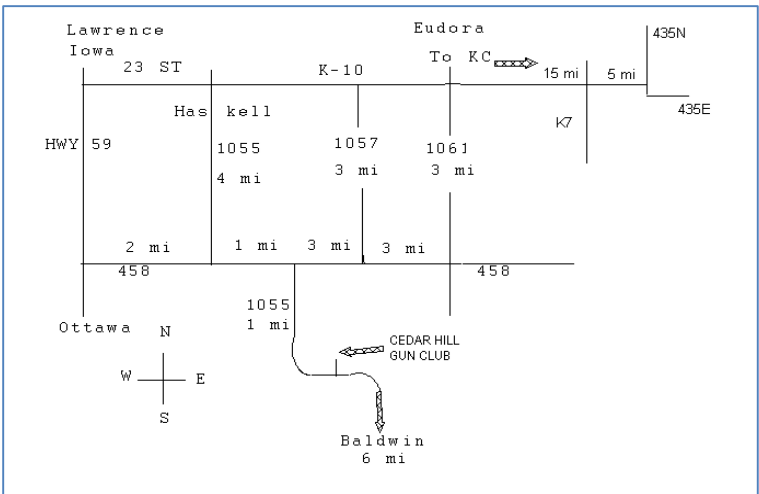 Lawrence
Iowa
Eudora
To KC
435N
23 ST
K-10
15 mi
5 mi
435E
Has kell
K7
HWY 59
1055
4 mi
1057
3 mi
1061
3 mi
2 mi
1 mi
3 mi
3 mi
458
458
1055
1 mi
Ottawa
N
W
E
S
CEDAR HILL
GUN CLUB
Baldwin
6 mi